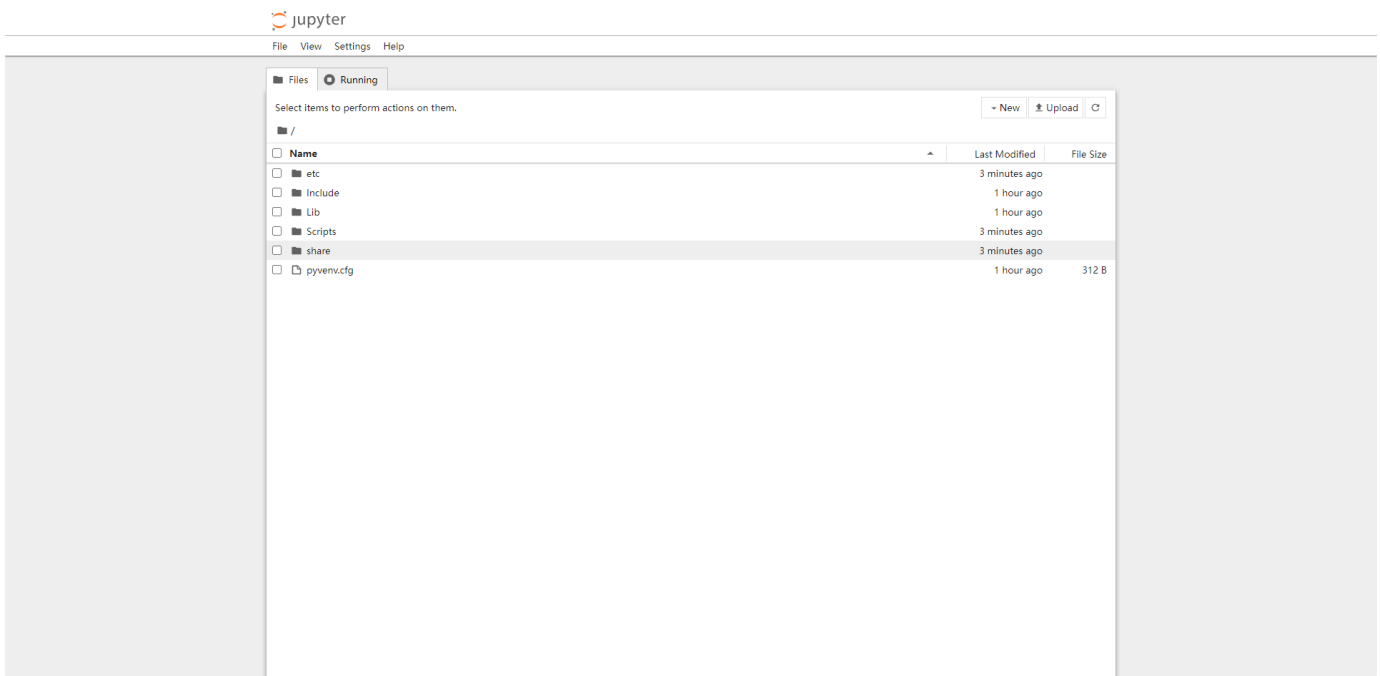 jupyter
File View Settings Help
Files Running
Select items to perform actions on them.
New Upload
/
Name Last Modified File Size
etc 3 minutes ago
Include 1 hour ago
Lib 1 hour ago
Scripts 3 minutes ago
share 3 minutes ago
pyvenv.cfg 1 hour ago 312 B